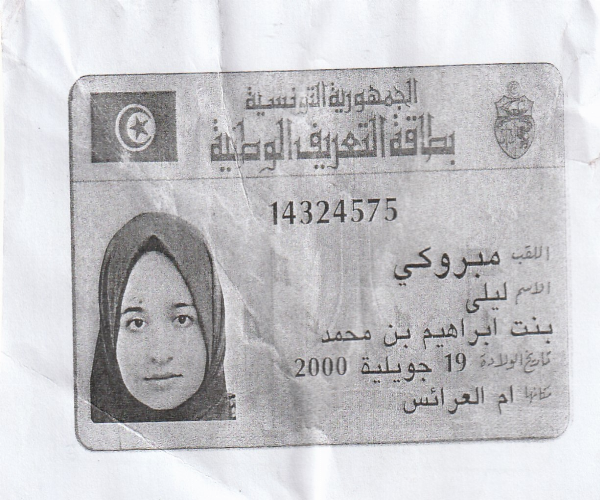 الجمهورية التونسية
بطاقة التعريف الوطنية
14324575
اللقب مبروكي
الاسم ليلى
بنت ابراهيم بن محمد
تاريخ الولادة 19 جويلية 2000
مكانها ام العرائس